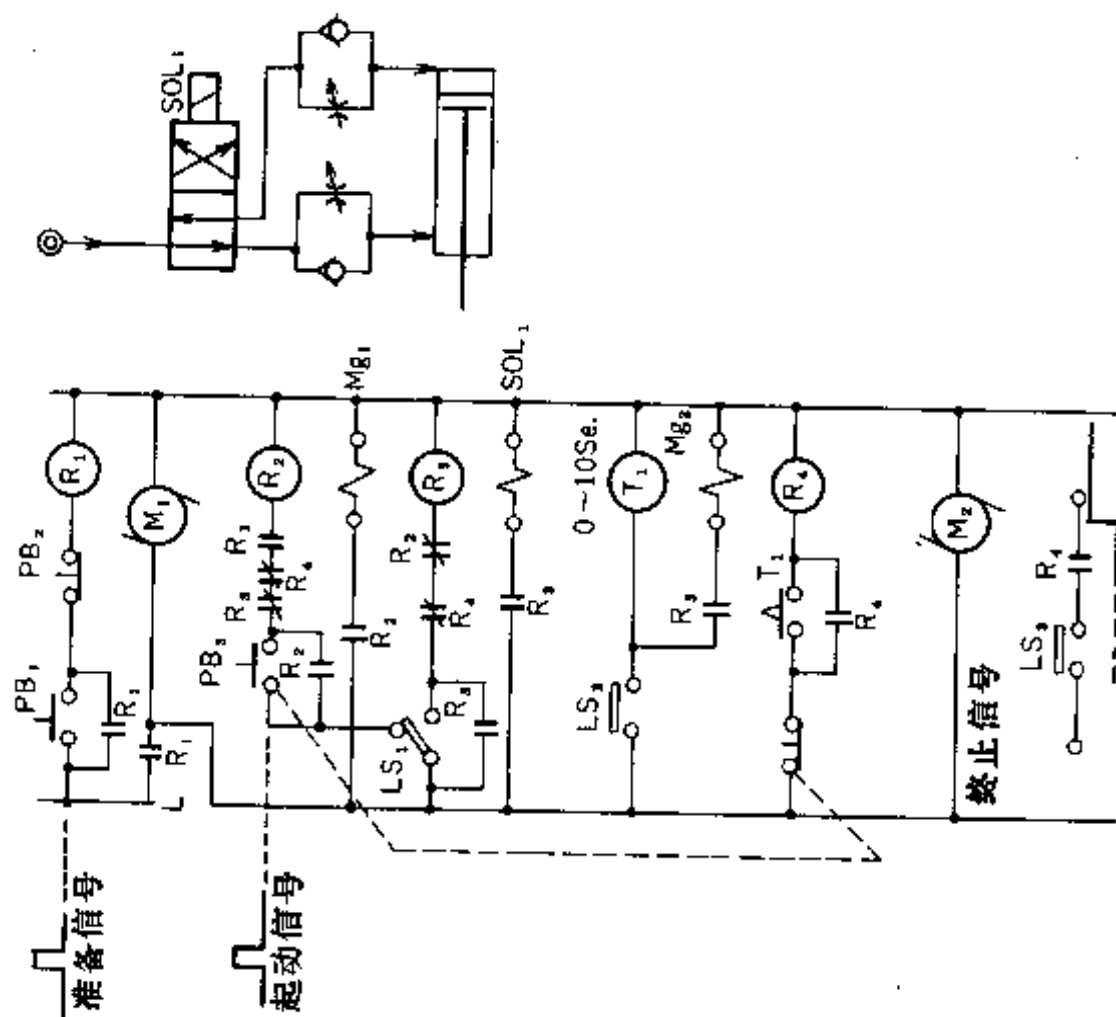 SOL₁
PB₁
PB₂
R₁
R₁
R₁
M₁
准备信号
PB₃
R₃
R₄
R₁
R₂
R₂
起动信号
R₂
Mg₁
LS₁
R₃
R₄
R₂
R₃
R₃
SOL₁
LS₂
T₁
0~10Se.
R₃
Mg₂
T₁
R₄
R₄
M₂
终止信号
LS₃
R₄